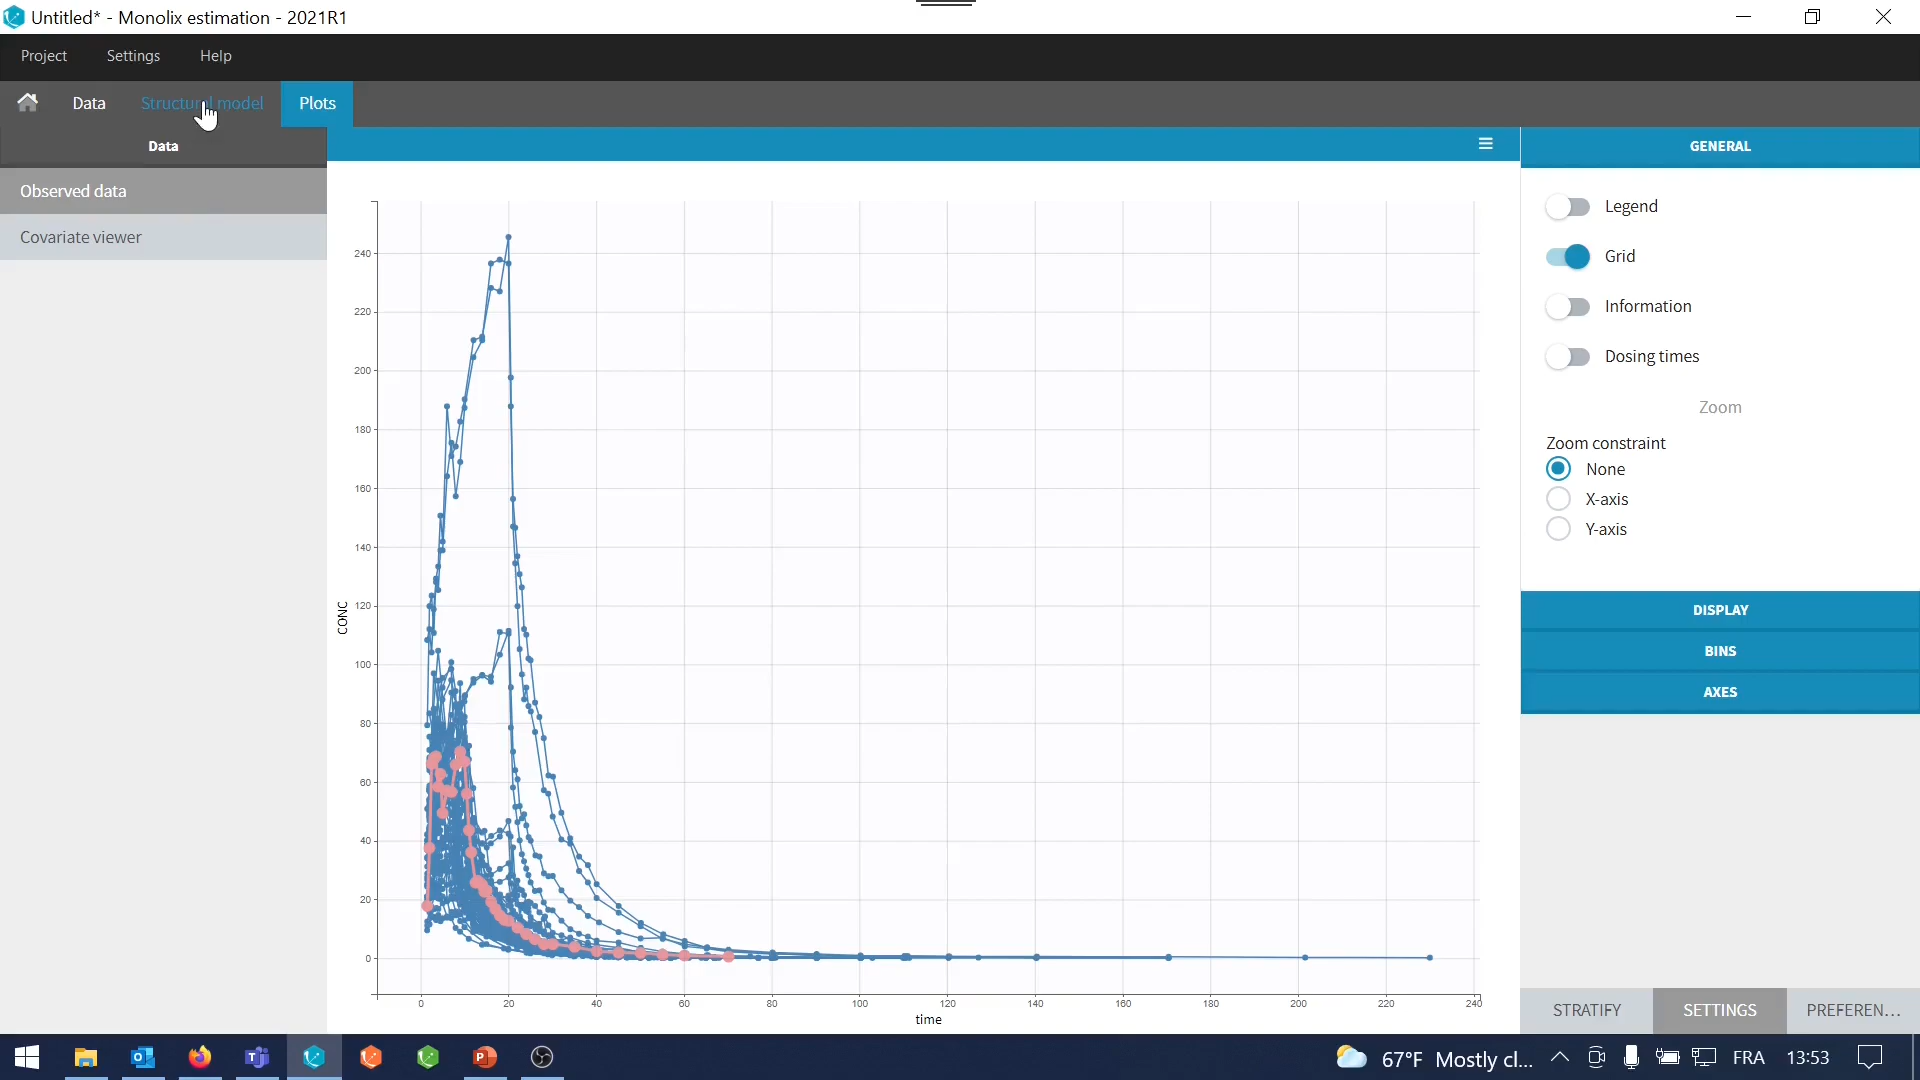 Untitled* - Monolix estimation - 2021R1
Project Settings Help
Data Structural model Plots
Data
Observed data
Covariate viewer
GENERAL
Legend
Grid
Information
Dosing times
Zoom
Zoom constraint
None
X-axis
Y-axis
DISPLAY
BINS
AXES
240
220
200
180
160
140
120
100
80
60
40
20
0
CONC
0 20 40 60 80 100 120 140 160 180 200 220 240
time
STRATIFY SETTINGS PREFEREN...
67°F Mostly cl... FRA 13:53